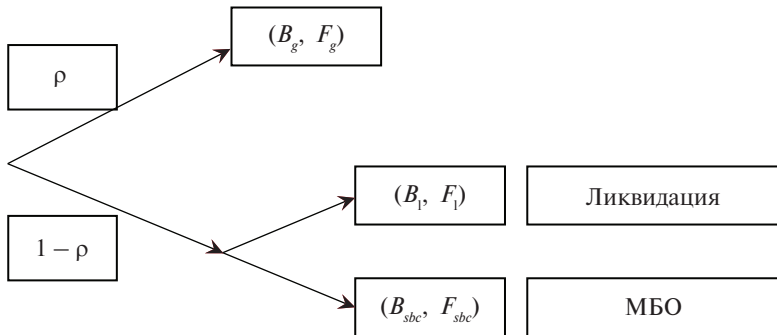 (B_g, F_g)
ρ
(B_l, F_l) Ликвидация
1 – ρ
(B_sbc, F_sbc) МБО